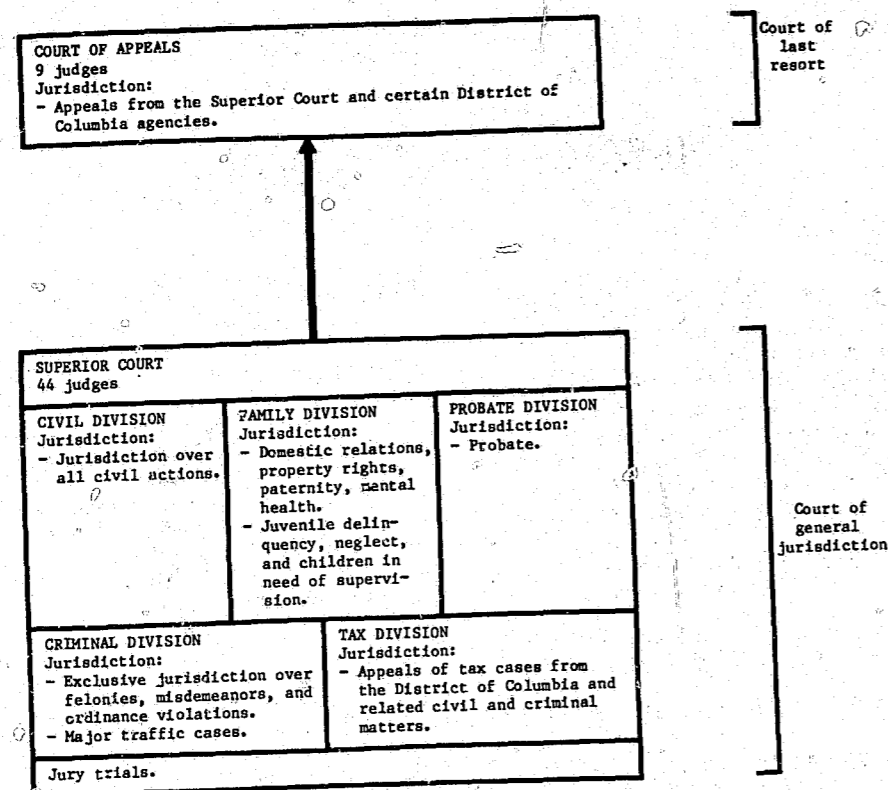 COURT OF APPEALS
9 judges
Jurisdiction:
- Appeals from the Superior Court and certain District of
Columbia agencies.
Court of
last
resort
SUPERIOR COURT
44 judges
CIVIL DIVISION
Jurisdiction:
- Jurisdiction over
all civil actions.
FAMILY DIVISION
Jurisdiction:
- Domestic relations,
property rights,
paternity, mental
health.
- Juvenile delin-
quency, neglect,
and children in
need of supervi-
sion.
PROBATE DIVISION
Jurisdiction:
- Probate.
Court of
general
jurisdiction
CRIMINAL DIVISION
Jurisdiction:
- Exclusive jurisdiction over
felonies, misdemeanors, and
ordinance violations.
- Major traffic cases.
TAX DIVISION
Jurisdiction:
- Appeals of tax cases from
the District of Columbia and
related civil and criminal
matters.
Jury trials.